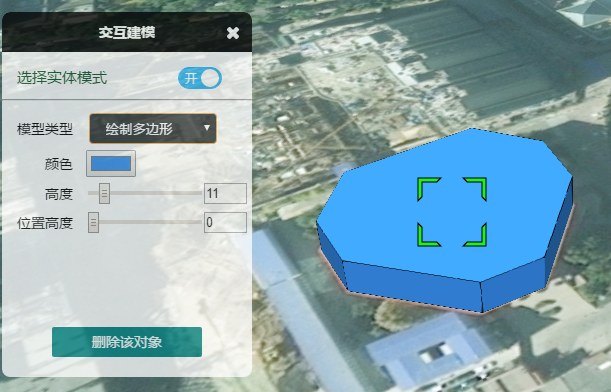 交互建模
选择实体模式 开
模型类型 绘制多边形
颜色
高度 11
位置高度 0
删除该对象